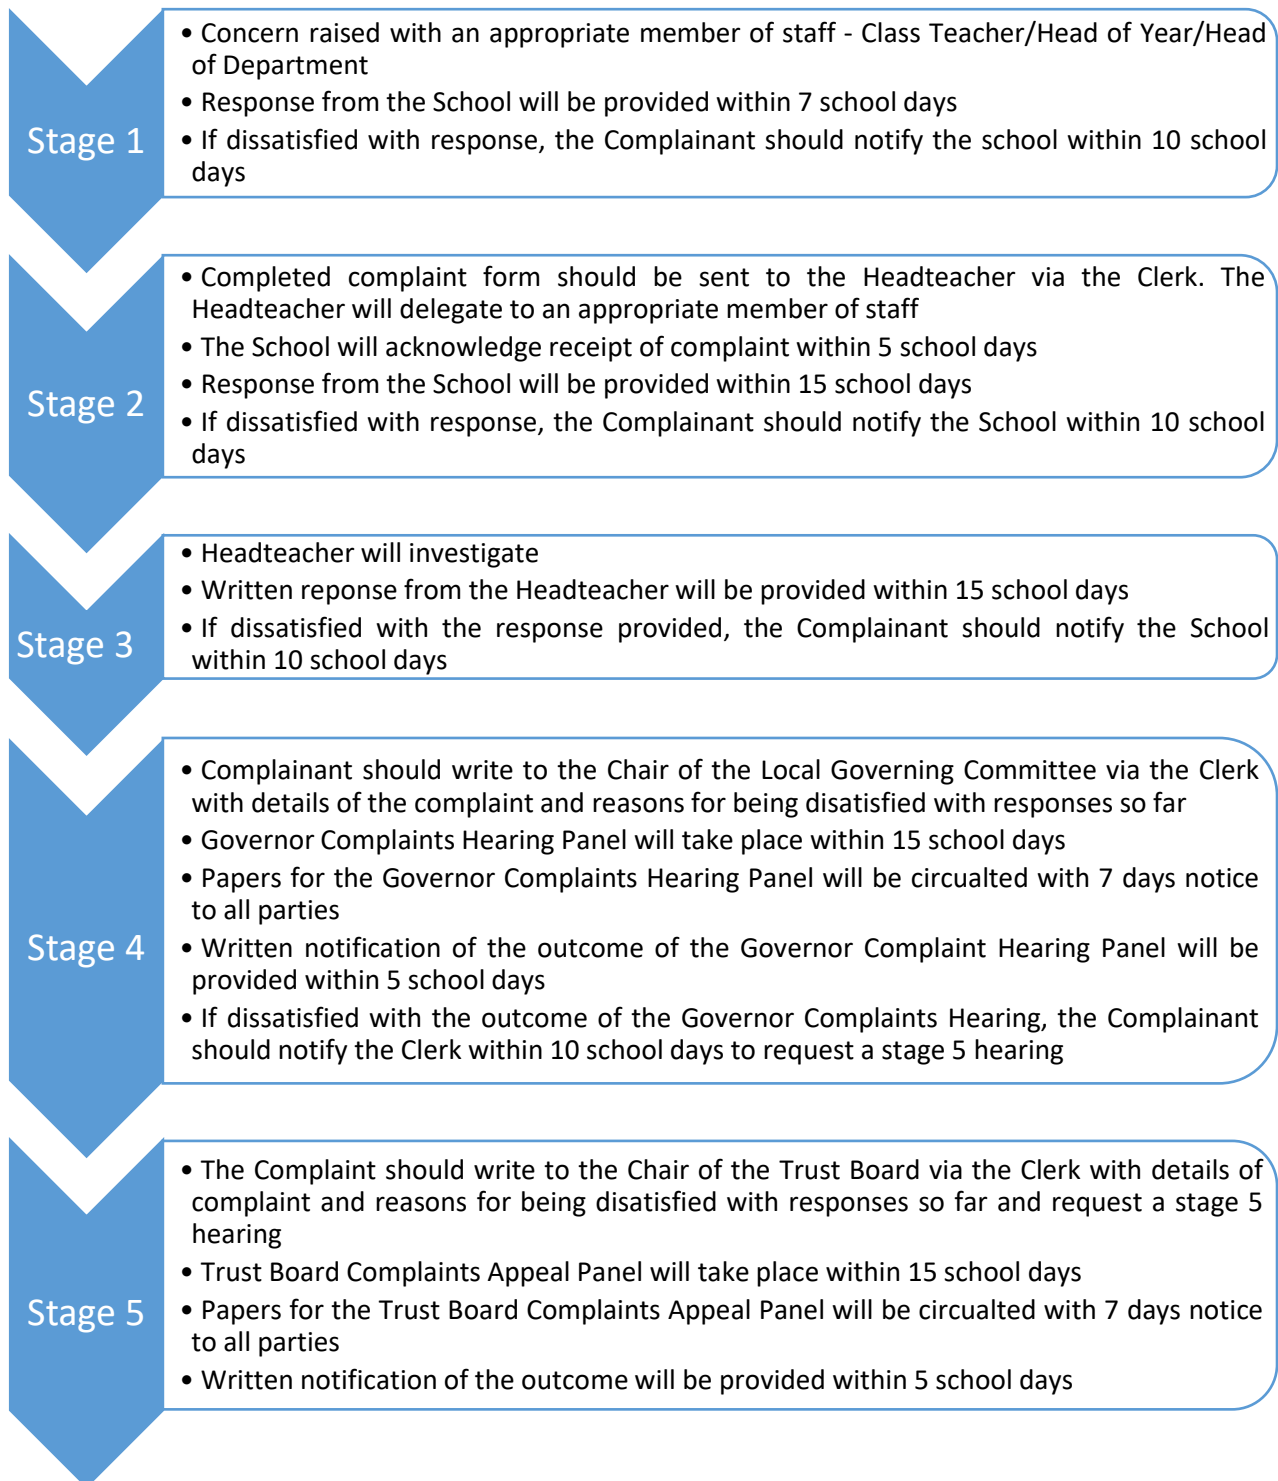 Stage 1
• Concern raised with an appropriate member of staff - Class Teacher/Head of Year/Head
of Department
• Response from the School will be provided within 7 school days
• If dissatisfied with response, the Complainant should notify the school within 10 school
days
Stage 2
• Completed complaint form should be sent to the Headteacher via the Clerk. The
Headteacher will delegate to an appropriate member of staff
• The School will acknowledge receipt of complaint within 5 school days
• Response from the School will be provided within 15 school days
• If dissatisfied with response, the Complainant should notify the School within 10 school
days
Stage 3
• Headteacher will investigate
• Written reponse from the Headteacher will be provided within 15 school days
• If dissatisfied with the response provided, the Complainant should notify the School
within 10 school days
Stage 4
• Complainant should write to the Chair of the Local Governing Committee via the Clerk
with details of the complaint and reasons for being disatisfied with responses so far
• Governor Complaints Hearing Panel will take place within 15 school days
• Papers for the Governor Complaints Hearing Panel will be circualted with 7 days notice
to all parties
• Written notification of the outcome of the Governor Complaint Hearing Panel will be
provided within 5 school days
• If dissatisfied with the outcome of the Governor Complaints Hearing, the Complainant
should notify the Clerk within 10 school days to request a stage 5 hearing
Stage 5
• The Complaint should write to the Chair of the Trust Board via the Clerk with details of
complaint and reasons for being disatisfied with responses so far and request a stage 5
hearing
• Trust Board Complaints Appeal Panel will take place within 15 school days
• Papers for the Trust Board Complaints Appeal Panel will be circualted with 7 days notice
to all parties
• Written notification of the outcome will be provided within 5 school days